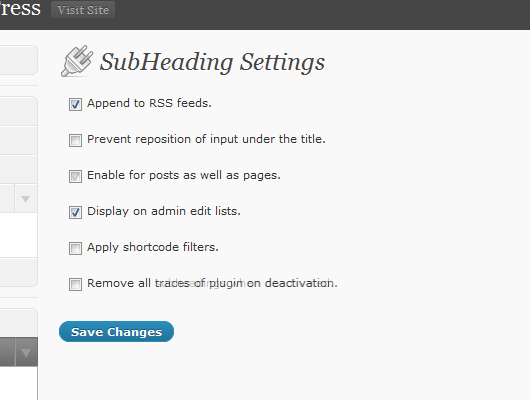 ress Visit Site
SubHeading Settings
Append to RSS feeds.
Prevent reposition of input under the title.
Enable for posts as well as pages.
Display on admin edit lists.
Apply shortcode filters.
Remove all traces of plugin on deactivation.
Save Changes